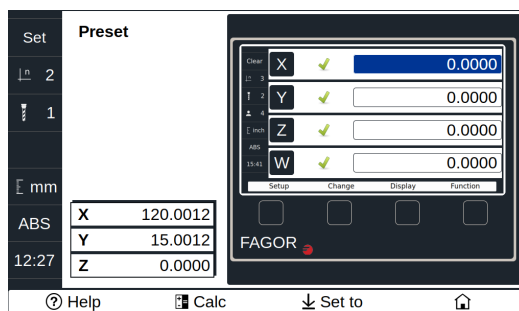 Set
n 2
1
mm
ABS
12:27
Preset
X 120.0012
Y 15.0012
Z 0.0000
Clear
n 3
2
4
inch
ABS
15:41
X 0.0000
Y 0.0000
Z 0.0000
W 0.0000
Setup Change Display Function
FAGOR
Help Calc Set to